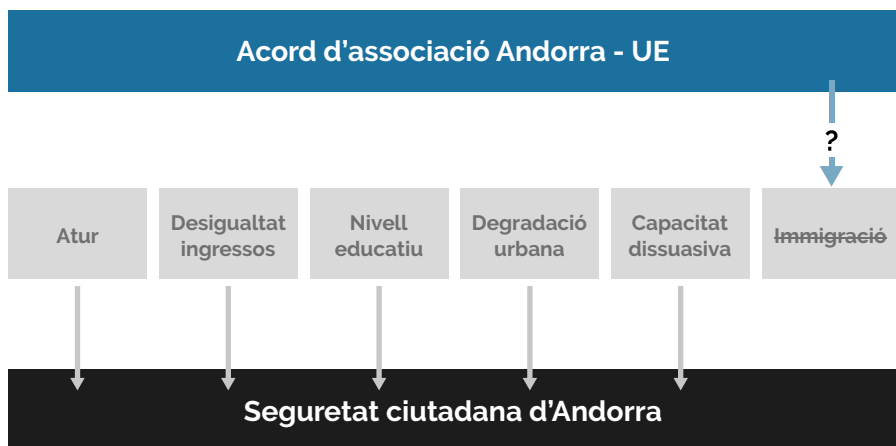 Acord d'associació Andorra - UE
?
Atur
Desigualtat
ingressos
Nivell
educatiu
Degradació
urbana
Capacitat
dissuasiva
Immigració
Seguretat ciutadana d'Andorra